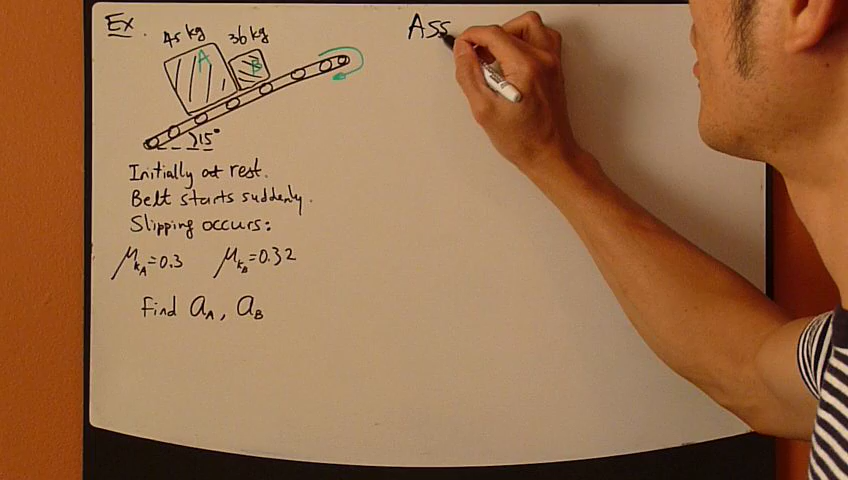 Ex.
45 kg 36 kg
A B
15°
Initially at rest.
Belt starts suddenly.
Slipping occurs:
μkA=0.3 μkB=0.32
Find aA, aB
Ass